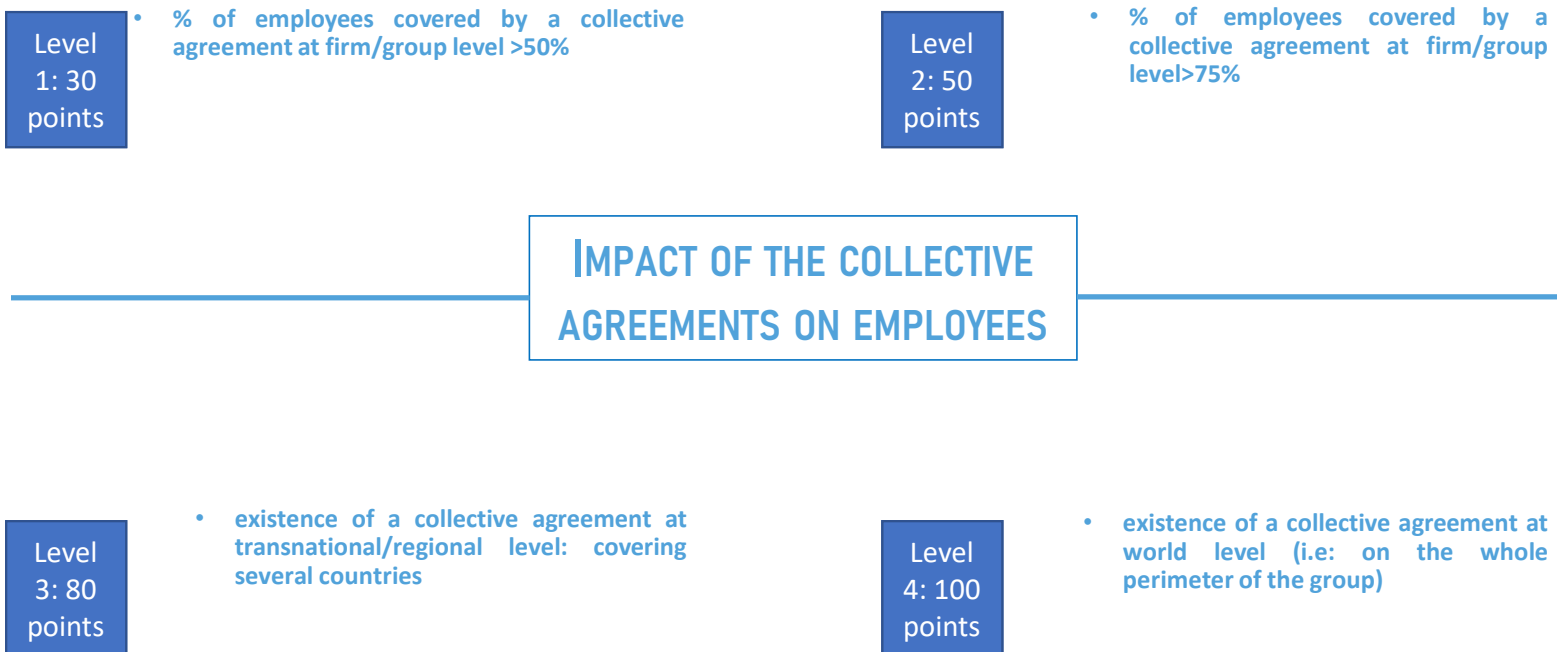 Level
1: 30
points
• % of employees covered by a collective
agreement at firm/group level >50%
Level
2: 50
points
• % of employees covered by a
collective agreement at firm/group
level>75%
IMPACT OF THE COLLECTIVE
AGREEMENTS ON EMPLOYEES
Level
3: 80
points
• existence of a collective agreement at
transnational/regional level: covering
several countries
Level
4: 100
points
• existence of a collective agreement at
world level (i.e: on the whole
perimeter of the group)